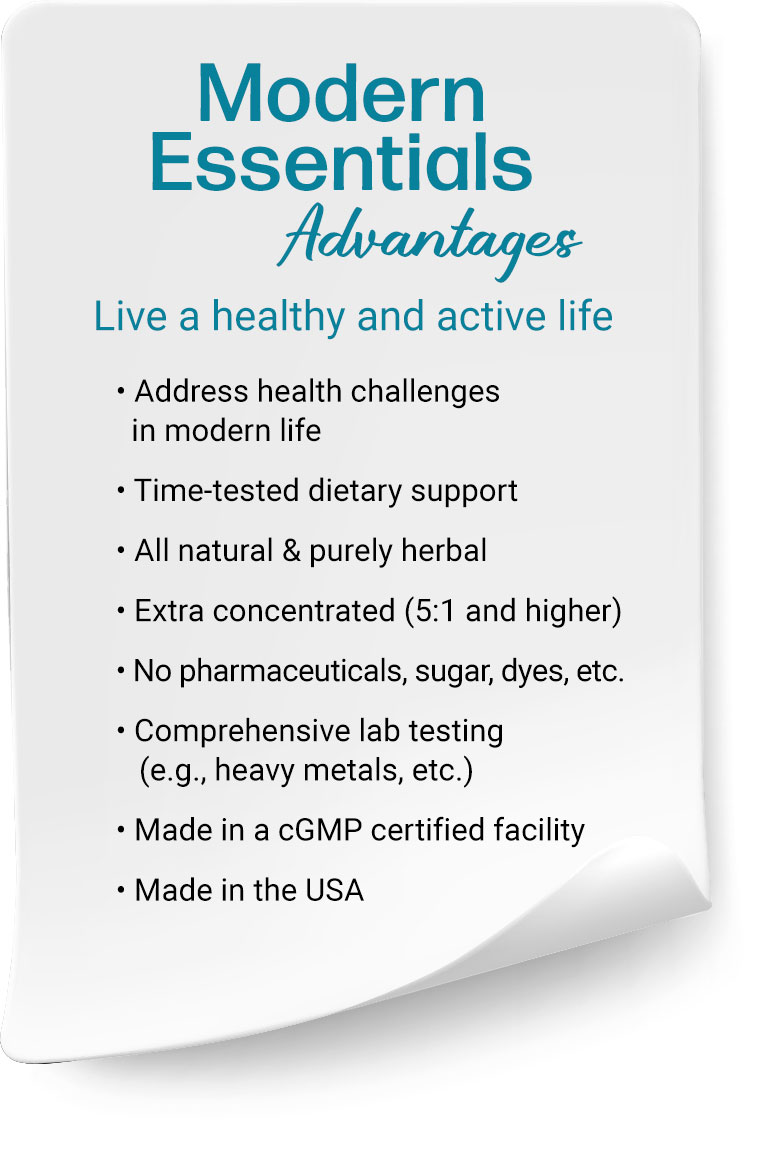 Modern
Essentials
Advantages
Live a healthy and active life
• Address health challenges
in modern life
• Time-tested dietary support
• All natural & purely herbal
• Extra concentrated (5:1 and higher)
• No pharmaceuticals, sugar, dyes, etc.
• Comprehensive lab testing
(e.g., heavy metals, etc.)
• Made in a cGMP certified facility
• Made in the USA